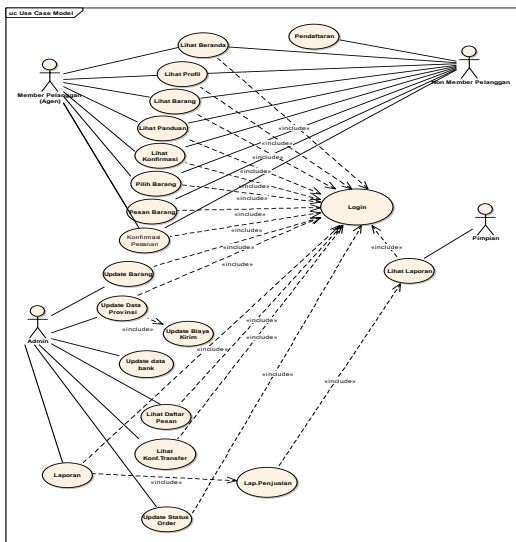 uc Use Case Model
Lihat Beranda
Pendaftaran
Member Pelanggan
(Agen)
Lihat Profil
Non Member Pelanggan
Lihat Barang
Lihat Panduan
«include»
«include»
Lihat
Konfirmasi
«include»
«include»
Pilih Barang
«include»
Pesan Barang
«include»
Login
Konfirmasi
Pesanan
«include»
«include»
Pimpian
«include»
«include»
Lihat Laporan
Update Barang
«include»
Update Data
Provinsi
«include»
Update Biaya
Kirim
Admin
«include»
«include»
«include»
Update data
bank
«include»
«include»
Lihat Daftar
Pesan
Lihat
Konf.Transfer
Laporan
«include»
Lap.Penjualan
Update Status
Order